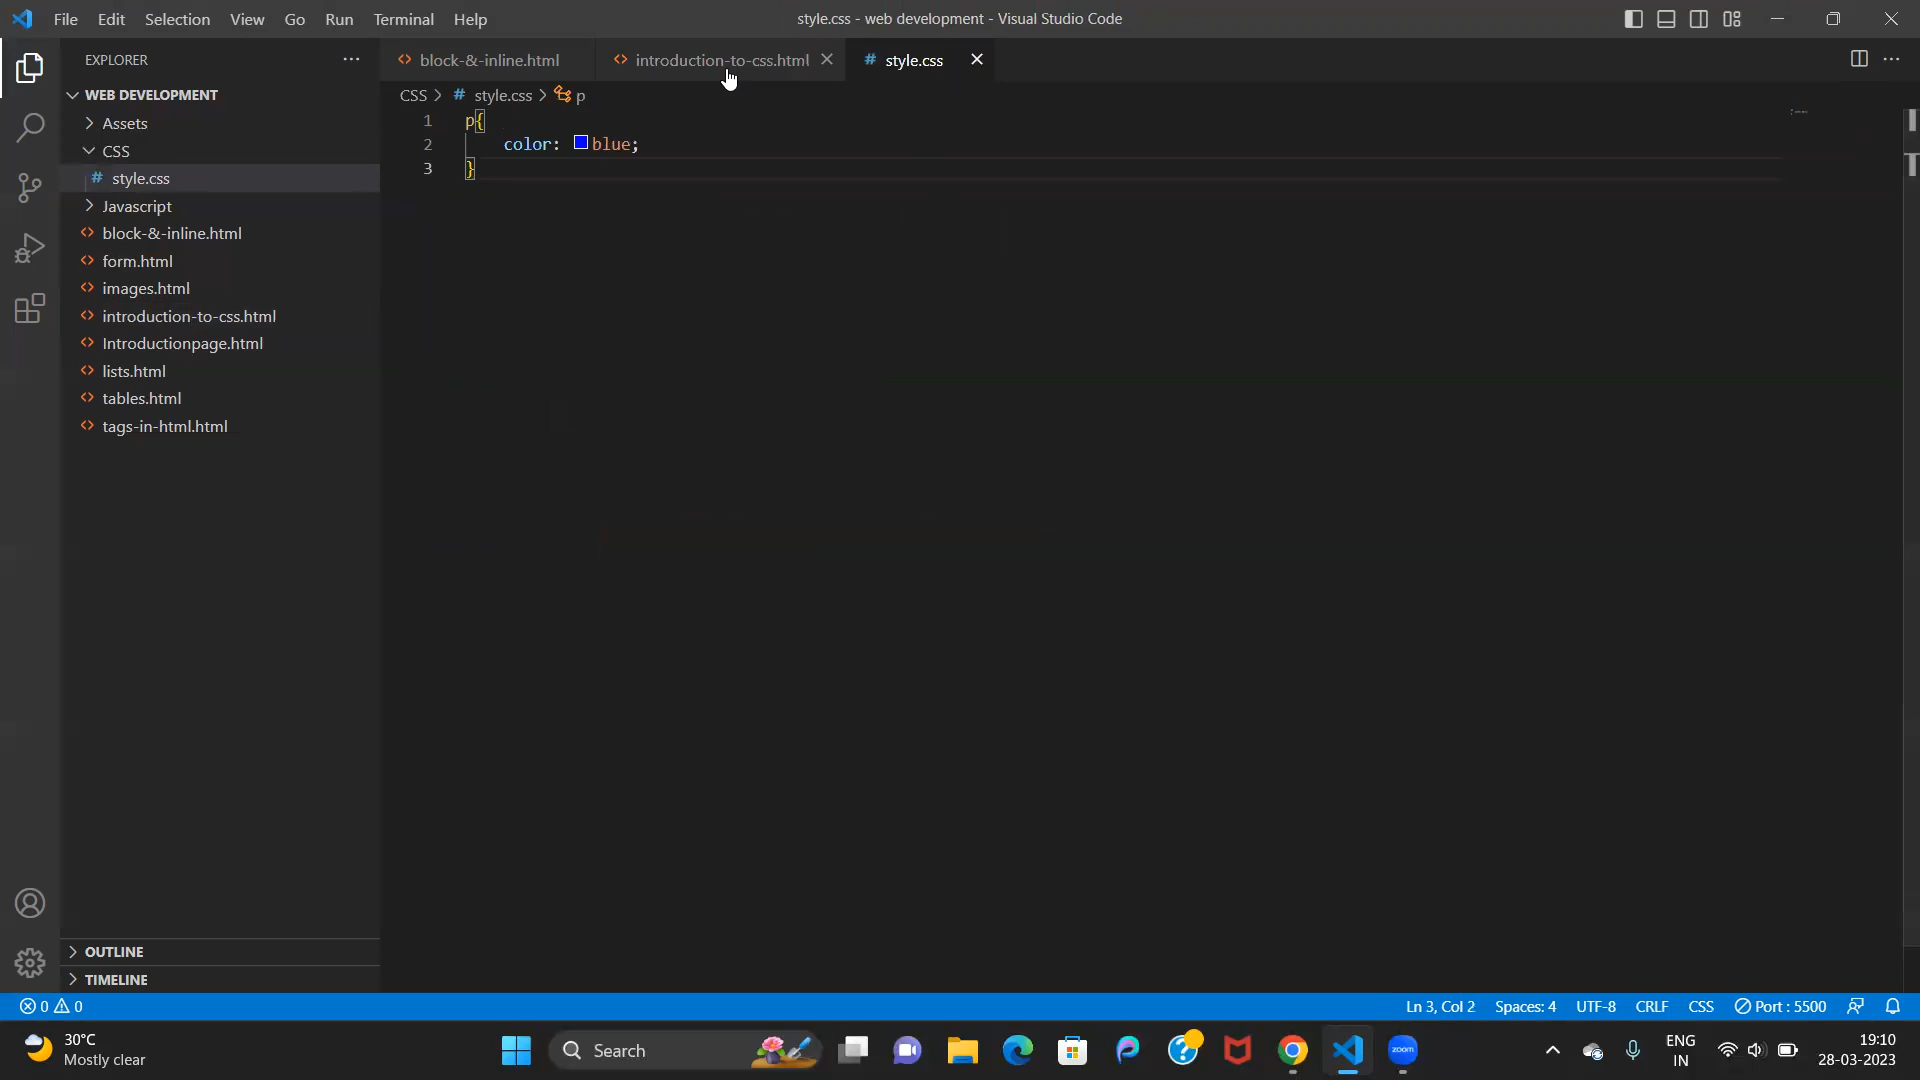 File Edit Selection View Go Run Terminal Help
style.css - web development - Visual Studio Code
EXPLORER
WEB DEVELOPMENT
Assets
CSS
# style.css
Javascript
block-&-inline.html
form.html
images.html
introduction-to-css.html
Introductionpage.html
lists.html
tables.html
tags-in-html.html
OUTLINE
TIMELINE
block-&-inline.html
introduction-to-css.html
# style.css
CSS > # style.css > p
1 p{
2 color: blue;
3 }
0 0
Ln 3, Col 2 Spaces: 4 UTF-8 CRLF CSS Port : 5500
30°C
Mostly clear
Search
zoom
ENG
IN
19:10
28-03-2023